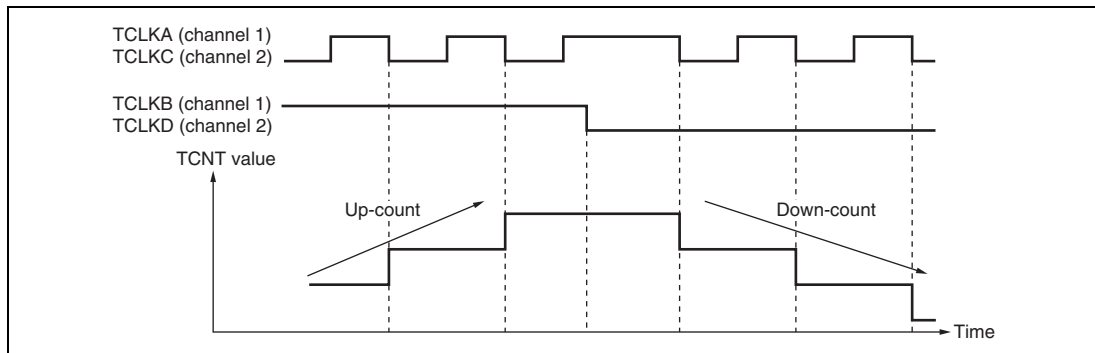 TCLKA (channel 1)
TCLKC (channel 2)
TCLKB (channel 1)
TCLKD (channel 2)
TCNT value
Up-count
Down-count
Time